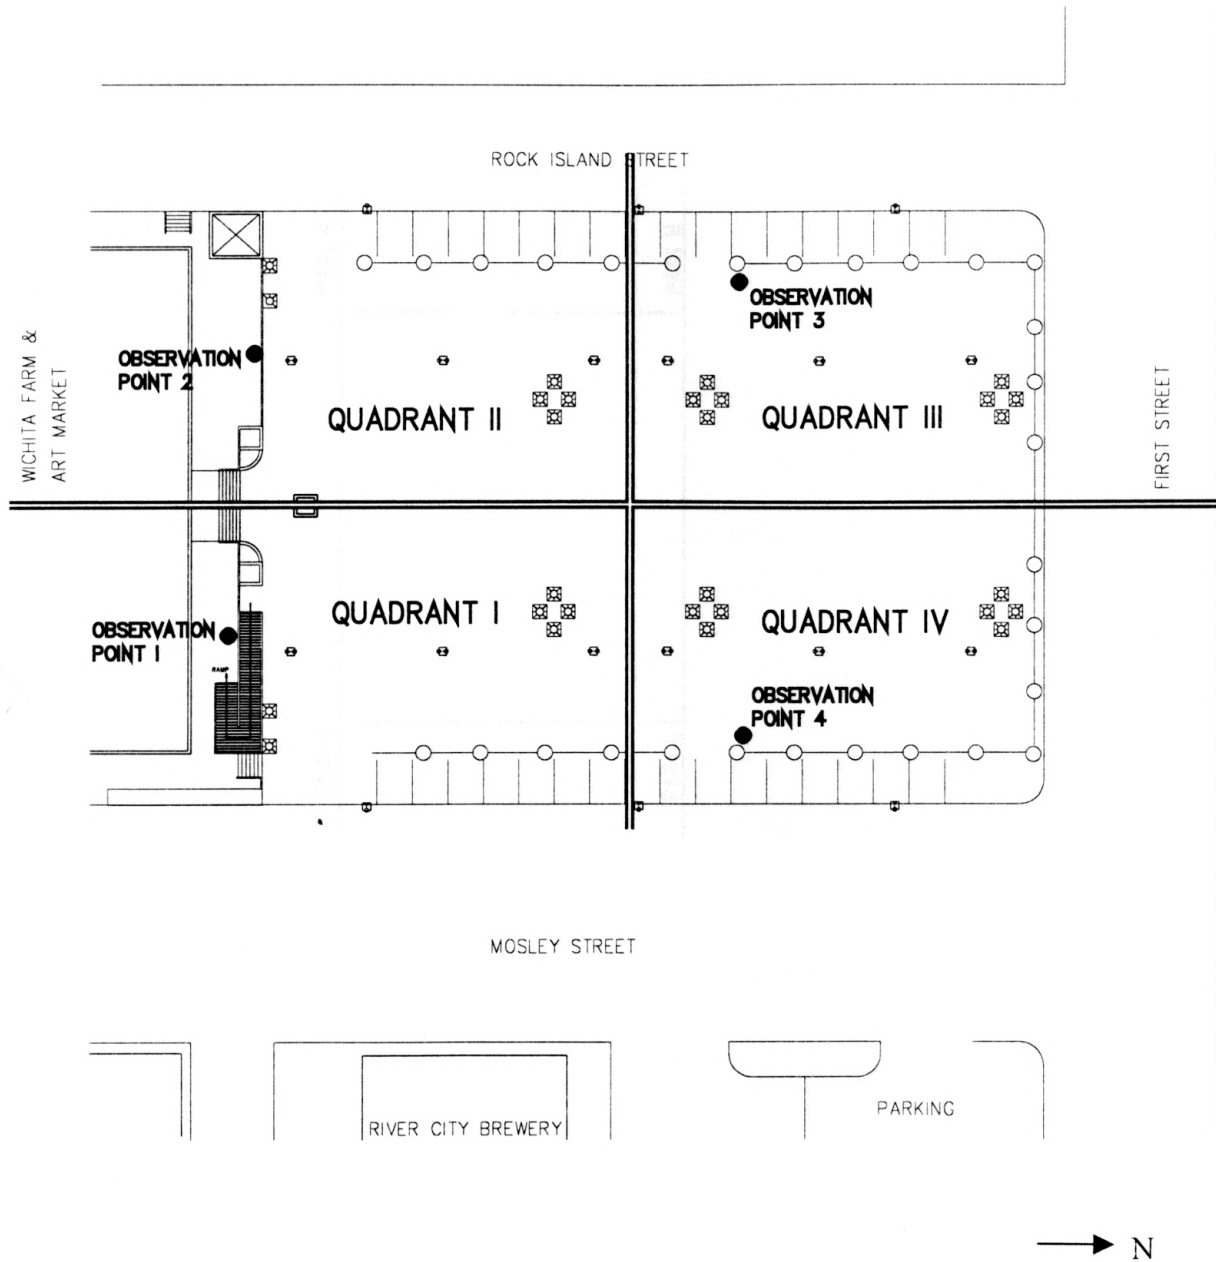 ROCK ISLAND STREET
OBSERVATION
POINT 3
OBSERVATION
POINT 2
WICHITA FARM &
ART MARKET
QUADRANT II
QUADRANT III
FIRST STREET
QUADRANT I
QUADRANT IV
OBSERVATION
POINT 1
RAMP
OBSERVATION
POINT 4
MOSLEY STREET
PARKING
RIVER CITY BREWERY
N